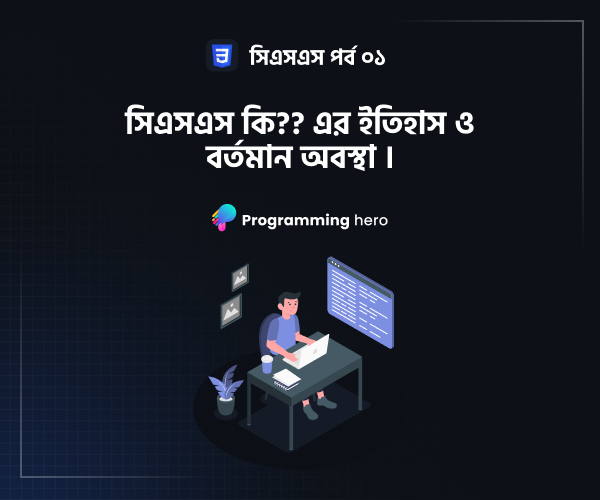 সিএসএস পর্ব ০১
সিএসএস কি?? এর ইতিহাস ও
বর্তমান অবস্থা ।
Programming hero